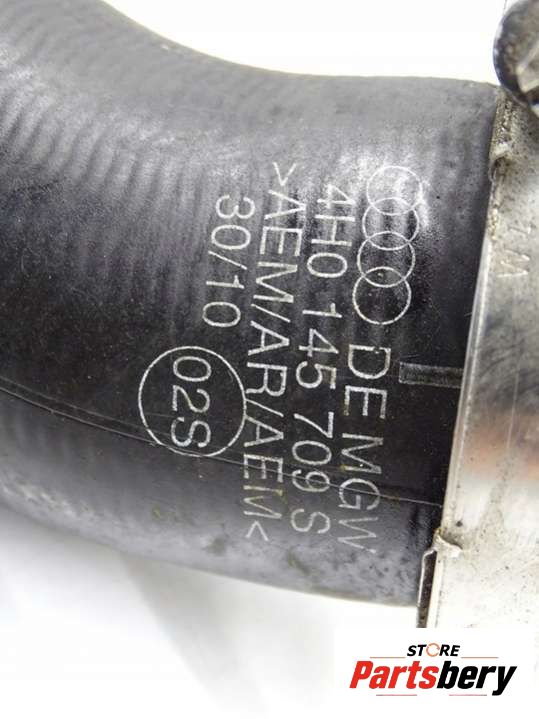 DE MGW
4H0 145 709 S
>AEM/AR/AEM<
30/10
02S
STORE
Partsbery